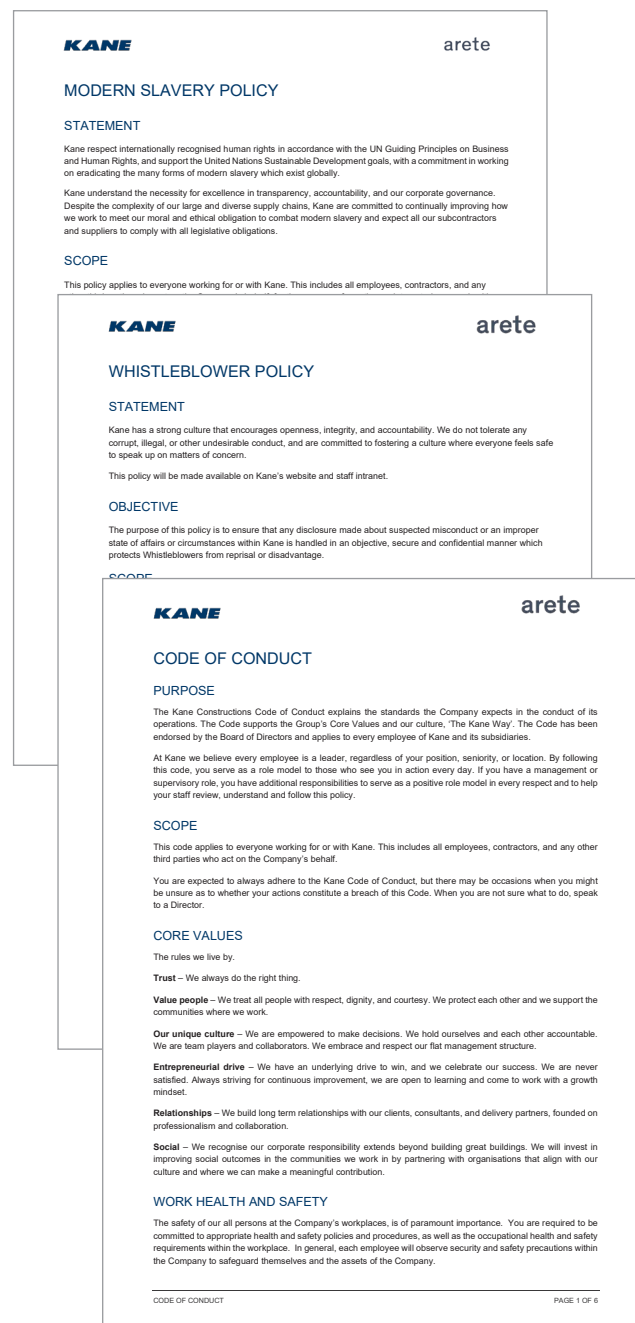 KANE
arete
MODERN SLAVERY POLICY
STATEMENT
Kane respect internationally recognised human rights in accordance with the UN Guiding Principles on Business
and Human Rights, and support the United Nations Sustainable Development goals, with a commitment in working
on eradicating the many forms of modern slavery which exist globally.
Kane understand the necessity for excellence in transparency, accountability, and our corporate governance.
Despite the complexity of our large and diverse supply chains, Kane are committed to continually improving how
we work to meet our moral and ethical obligation to combat modern slavery and expect all our subcontractors
and suppliers to comply with all legislative obligations.
SCOPE
This policy applies to everyone working for or with Kane. This includes all employees, contractors, and any
KANE
arete
WHISTLEBLOWER POLICY
STATEMENT
Kane has a strong culture that encourages openness, integrity, and accountability. We do not tolerate any
corrupt, illegal, or other undesirable conduct, and are committed to fostering a culture where everyone feels safe
to speak up on matters of concern.
This policy will be made available on Kane's website and staff intranet.
OBJECTIVE
The purpose of this policy is to ensure that any disclosure made about suspected misconduct or an improper
state of affairs or circumstances within Kane is handled in an objective, secure and confidential manner which
protects Whistleblowers from reprisal or disadvantage.
SCOPE
KANE
arete
CODE OF CONDUCT
PURPOSE
The Kane Constructions Code of Conduct explains the standards the Company expects in the conduct of its
operations. The Code supports the Group's Core Values and our culture, 'The Kane Way'. The Code has been
endorsed by the Board of Directors and applies to every employee of Kane and its subsidiaries.
At Kane we believe every employee is a leader, regardless of your position, seniority, or location. By following
this code, you serve as a role model to those who see you in action every day. If you have a management or
supervisory role, you have additional responsibilities to serve as a positive role model in every respect and to help
your staff review, understand and follow this policy.
SCOPE
This code applies to everyone working for or with Kane. This includes all employees, contractors, and any other
third parties who act on the Company's behalf.
You are expected to always adhere to the Kane Code of Conduct, but there may be occasions when you might
be unsure as to whether your actions constitute a breach of this Code. When you are not sure what to do, speak
to a Director.
CORE VALUES
The rules we live by.
Trust – We always do the right thing.
Value people – We treat all people with respect, dignity, and courtesy. We protect each other and we support the
communities where we work.
Our unique culture – We are empowered to make decisions. We hold ourselves and each other accountable.
We are team players and collaborators. We embrace and respect our flat management structure.
Entrepreneurial drive – We have an underlying drive to win, and we celebrate our success. We are never
satisfied. Always striving for continuous improvement, we are open to learning and come to work with a growth
mindset.
Relationships – We build long term relationships with our clients, consultants, and delivery partners, founded on
professionalism and collaboration.
Social – We recognise our corporate responsibility extends beyond building great buildings. We will invest in
improving social outcomes in the communities we work in by partnering with organisations that align with our
culture and where we can make a meaningful contribution.
WORK HEALTH AND SAFETY
The safety of our all persons at the Company's workplaces, is of paramount importance. You are required to be
committed to appropriate health and safety policies and procedures, as well as the occupational health and safety
requirements within the workplace. In general, each employee will observe security and safety precautions within
the Company to safeguard themselves and the assets of the Company.
CODE OF CONDUCT
PAGE 1 OF 6